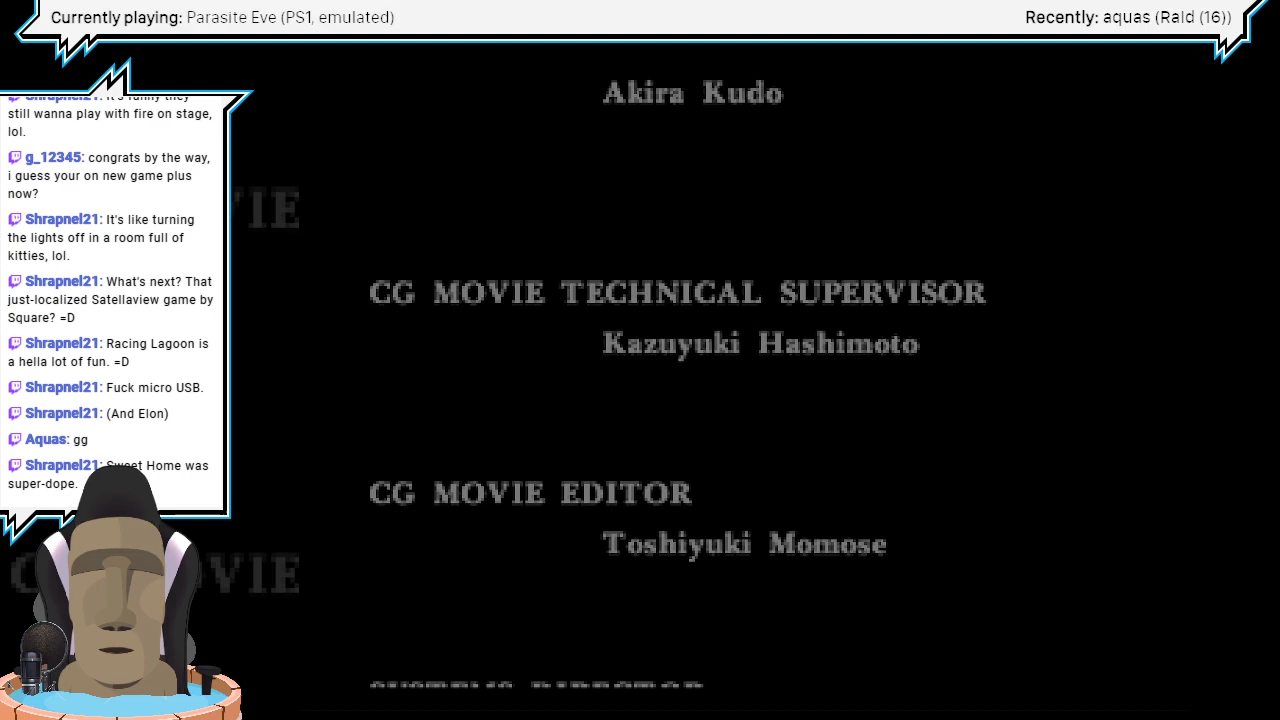 Currently playing: Parasite Eve (PS1, emulated)
Recently: aquas (Raid (16))
Shrapnel21: It's funny they
still wanna play with fire on stage,
lol.
g_12345: congrats by the way,
i guess your on new game plus
now?
Shrapnel21: It's like turning
the lights off in a room full of
kitties, lol.
Shrapnel21: What's next? That
just-localized Satellaview game by
Square? =D
Shrapnel21: Racing Lagoon is
a hella lot of fun. =D
Shrapnel21: Fuck micro USB.
Shrapnel21: (And Elon)
Aquas: gg
Shrapnel21: Sweet Home was
super-dope.
Akira Kudo
CG MOVIE TECHNICAL SUPERVISOR
Kazuyuki Hashimoto
CG MOVIE EDITOR
Toshiyuki Momose